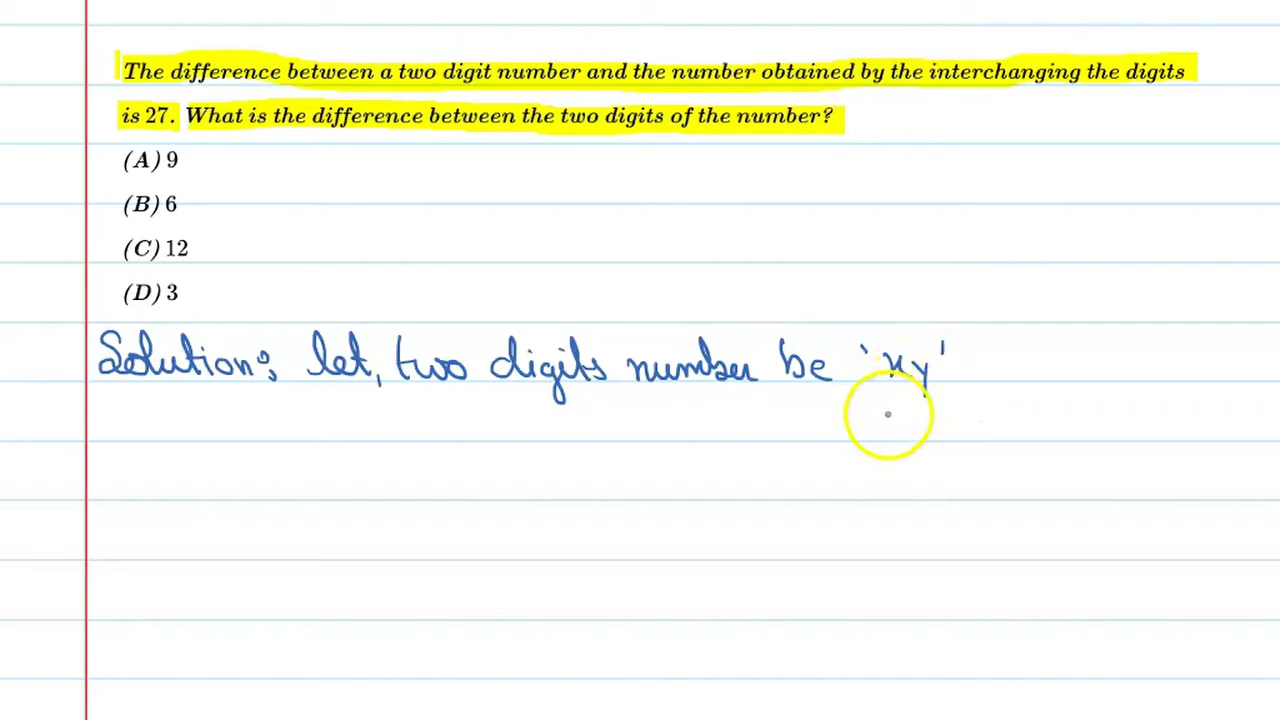 The difference between a two digit number and the number obtained by the interchanging the digits
is 27. What is the difference between the two digits of the number?
(A) 9
(B) 6
(C) 12
(D) 3
Solution: let, two digits number be 'xy'